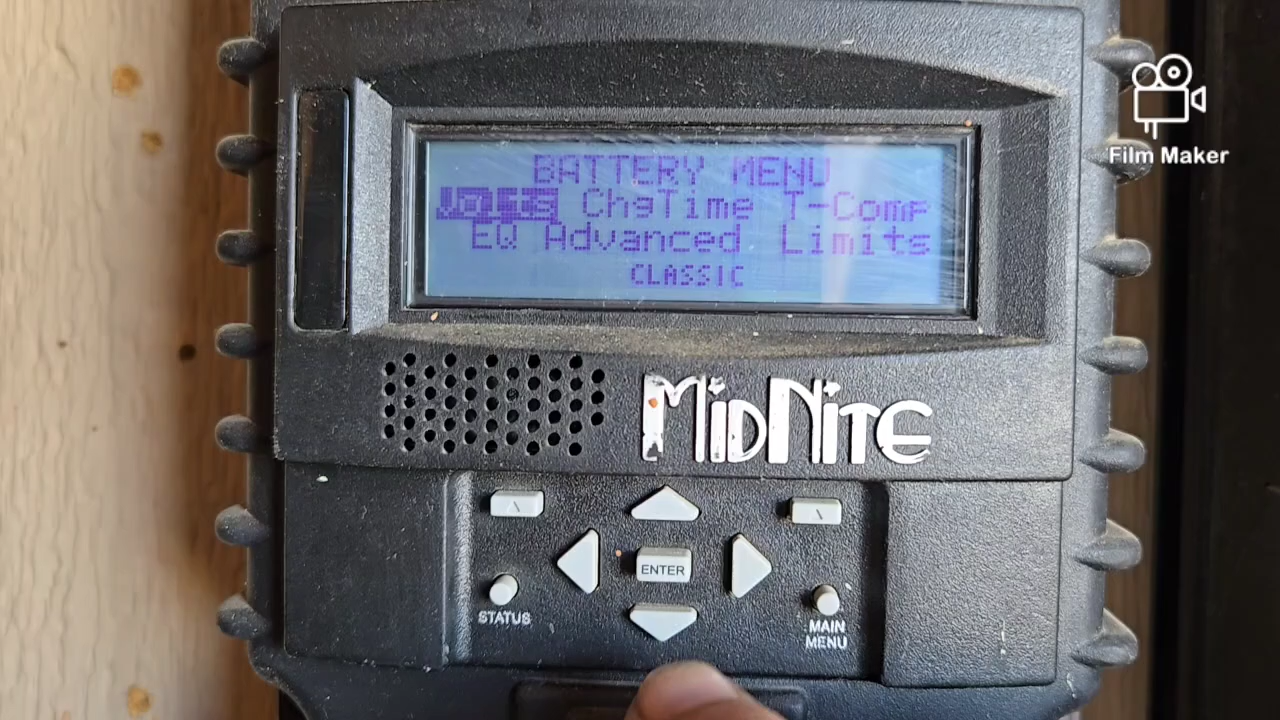 BATTERY MENU
Volts ChgTime T-Comp
EQ Advanced Limits
CLASSIC
MIDNITE
ENTER
STATUS
MAIN
MENU
Film Maker